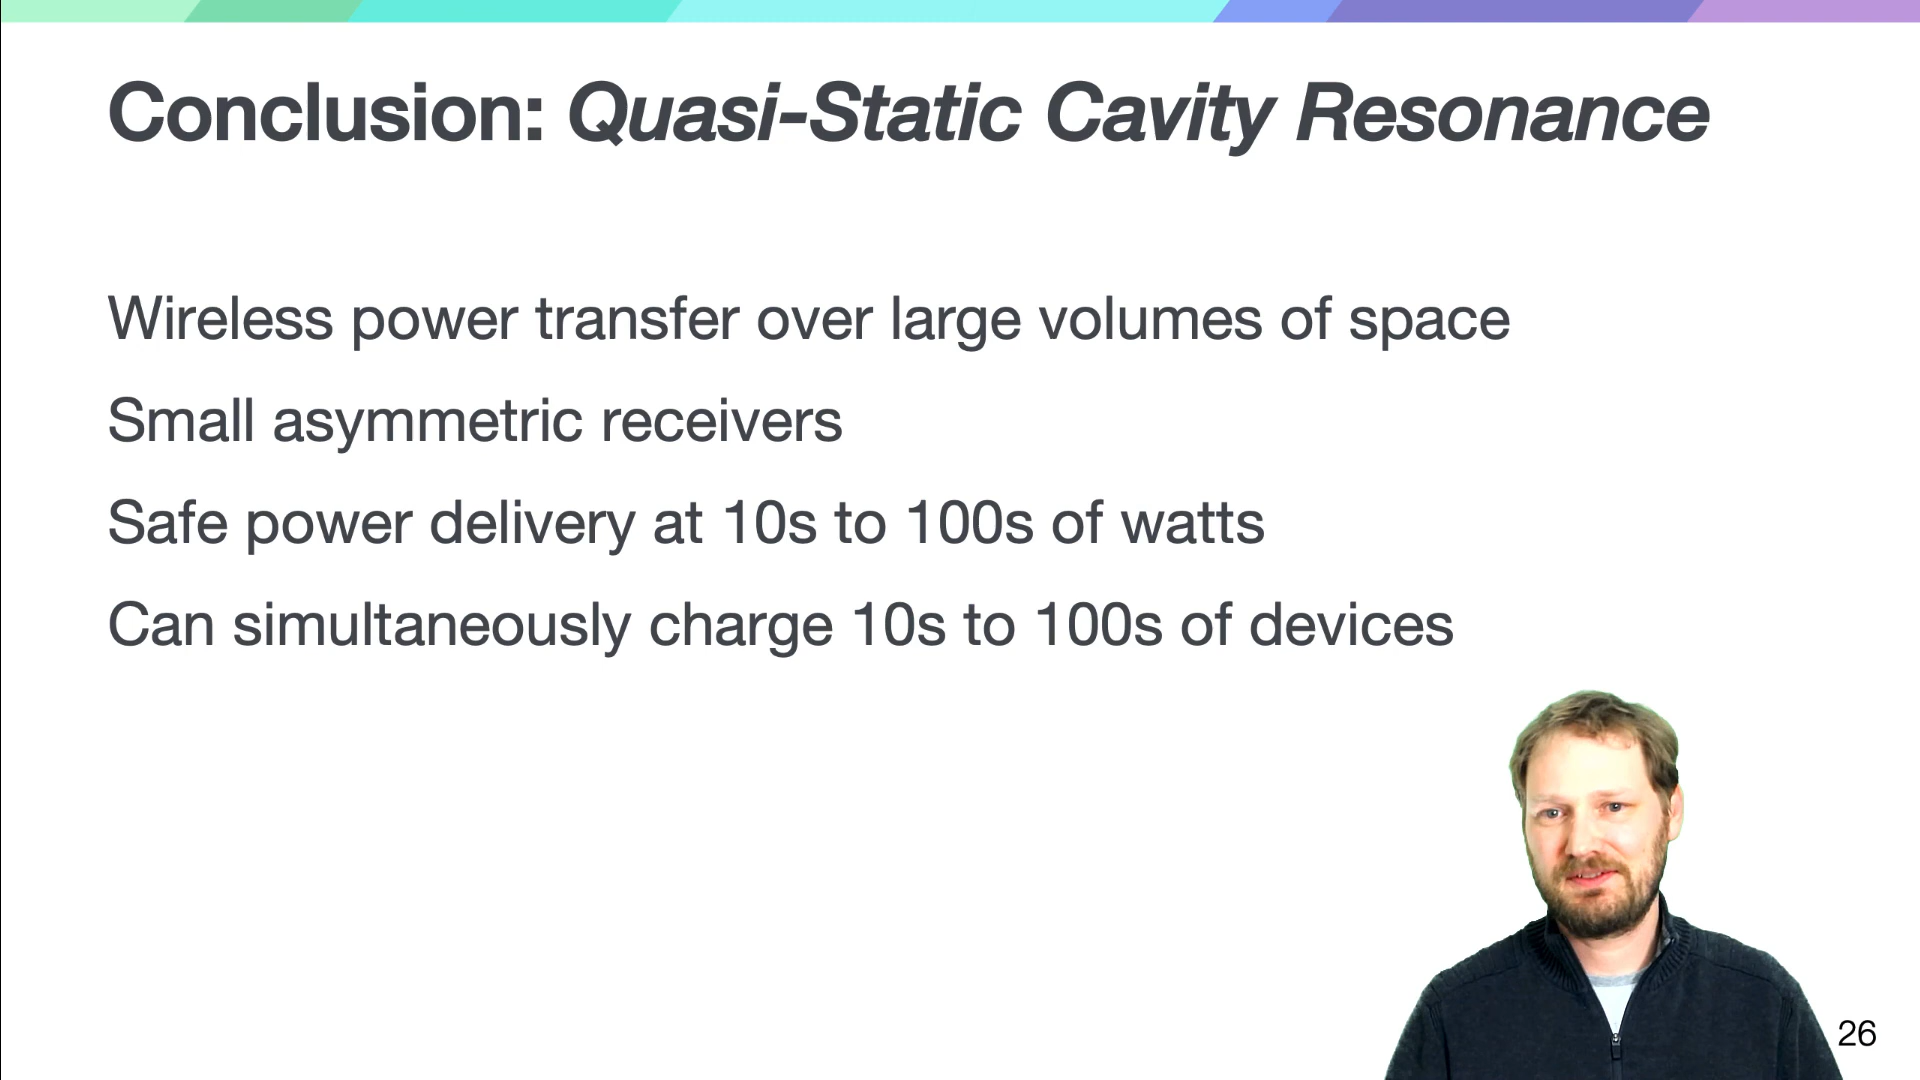 Conclusion: Quasi-Static Cavity Resonance
Wireless power transfer over large volumes of space
Small asymmetric receivers
Safe power delivery at 10s to 100s of watts
Can simultaneously charge 10s to 100s of devices
26